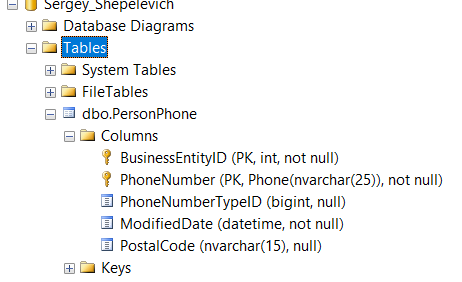 Sergey_Shepelevich
Database Diagrams
Tables
System Tables
FileTables
dbo.PersonPhone
Columns
BusinessEntityID (PK, int, not null)
PhoneNumber (PK, Phone(nvarchar(25)), not null)
PhoneNumberTypeID (bigint, null)
ModifiedDate (datetime, not null)
PostalCode (nvarchar(15), null)
Keys